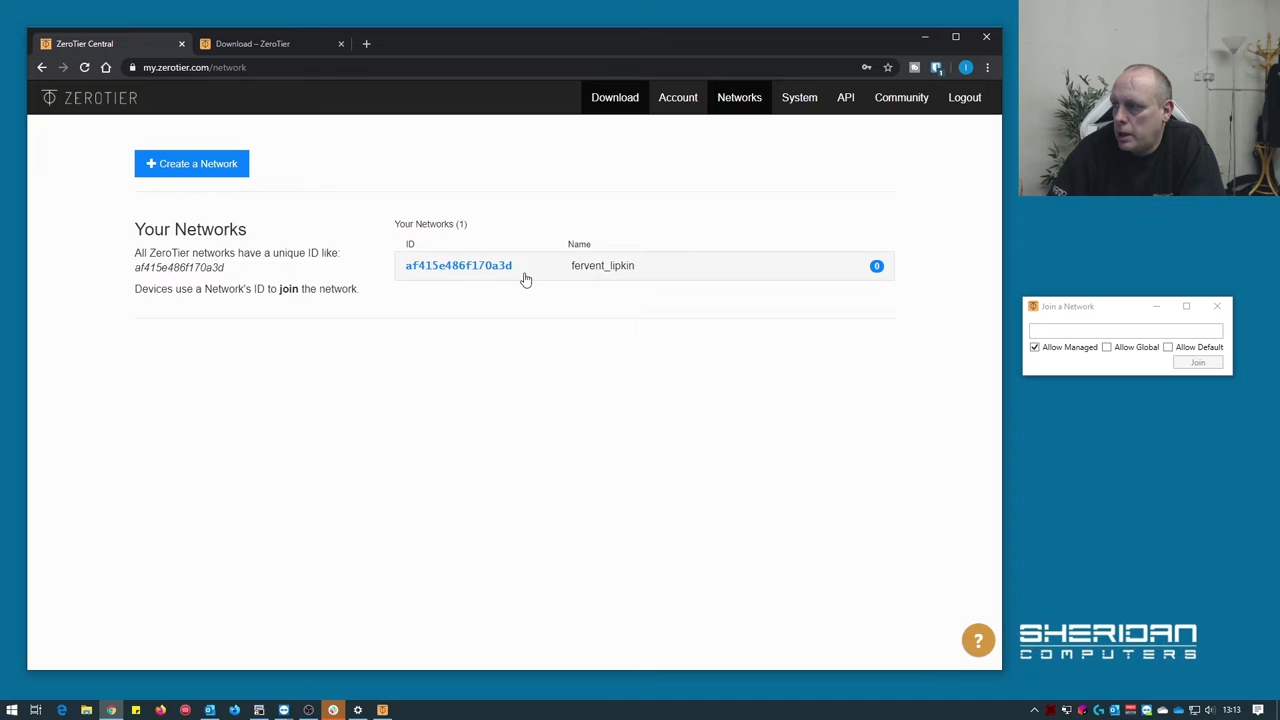 ZeroTier Central
Download – ZeroTier
my.zerotier.com/network
ZEROTIER
Download
Account
Networks
System
API
Community
Logout
+ Create a Network
Your Networks
All ZeroTier networks have a unique ID like:
af415e486f170a3d
Devices use a Network's ID to join the network.
Your Networks (1)
ID
Name
af415e486f170a3d
fervent_lipkin
0
?
Join a Network
Allow Managed
Allow Global
Allow Default
Join
SHERIDAN
COMPUTERS
13:13